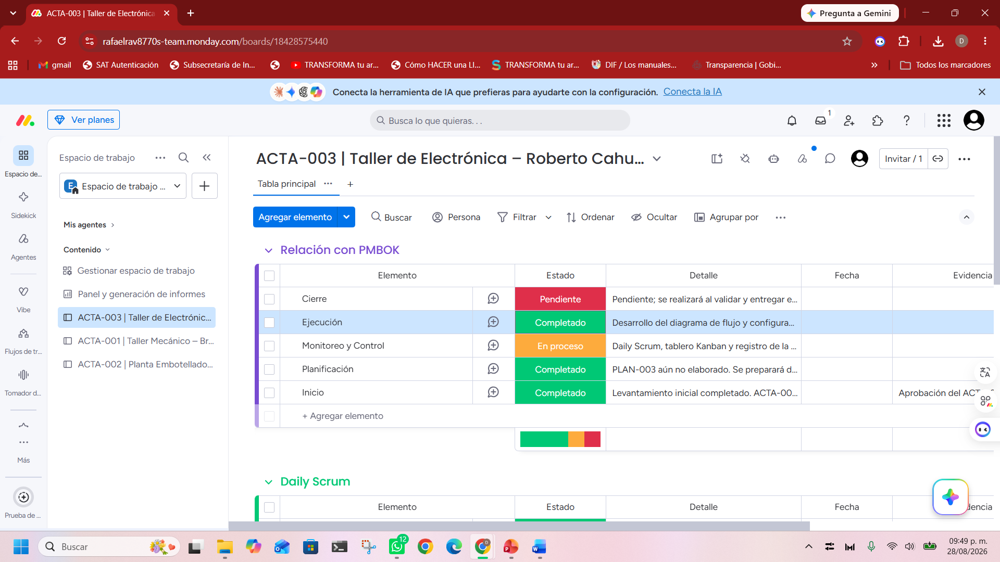 ACTA-003 | Taller de Electrónica
Pregunta a Gemini
rafaelrav8770s-team.monday.com/boards/18428575440
D
gmail
SAT Autenticación
Subsecretaría de In...
TRANSFORMA tu ar...
Cómo HACER una LI...
TRANSFORMA tu ar...
DIF / Los manuales...
Transparencia | Gobi...
Todos los marcadores
Conecta la herramienta de IA que prefieras para ayudarte con la configuración. Conecta la IA
Ver planes
Busca lo que quieras. . .
1
Espacio de...
Sidekick
Agentes
Vibe
Flujos de tr...
Tomador d...
Más
Prueba de ...
Espacio de trabajo
E
Espacio de trabajo ...
Mis agentes
Contenido
Gestionar espacio de trabajo
Panel y generación de informes
ACTA-003 | Taller de Electrónic...
ACTA-001 | Taller Mecánico – Br...
ACTA-002 | Planta Embotellado...
ACTA-003 | Taller de Electrónica – Roberto Cahu...
Invitar / 1
Tabla principal
Agregar elemento
Buscar
Persona
Filtrar
Ordenar
Ocultar
Agrupar por
Relación con PMBOK
Elemento Estado Detalle Fecha Evidencia
Cierre Pendiente Pendiente; se realizará al validar y entregar e...
Ejecución Completado Desarrollo del diagrama de flujo y configura...
Monitoreo y Control En proceso Daily Scrum, tablero Kanban y registro de la ...
Planificación Completado PLAN-003 aún no elaborado. Se preparará d...
Inicio Completado Levantamiento inicial completado. ACTA-00... Aprobación del ACT
+ Agregar elemento
Daily Scrum
Elemento Estado Detalle Fecha dencia
Buscar
12
D
P
W
09:49 p. m.
28/08/2026